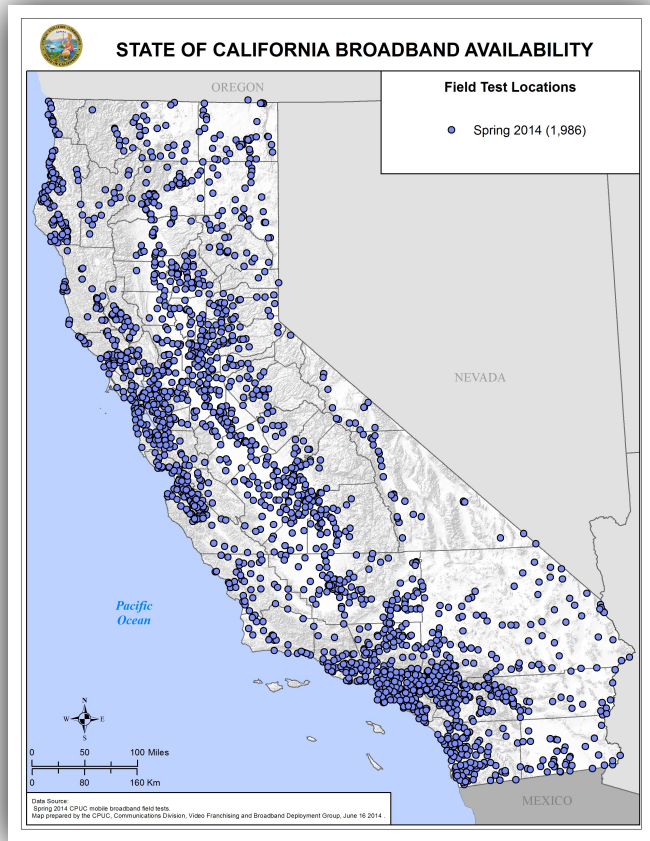 STATE OF CALIFORNIA BROADBAND AVAILABILITY
OREGON
Field Test Locations
Spring 2014 (1,986)
NEVADA
Pacific
Ocean
N
W E
S
0 50 100 Miles
0 80 160 Km
MEXICO
Data Source:
Spring 2014 CPUC mobile broadband field tests.
Map prepared by the CPUC, Communications Division, Video Franchising and Broadband Deployment Group, June 16 2014 .